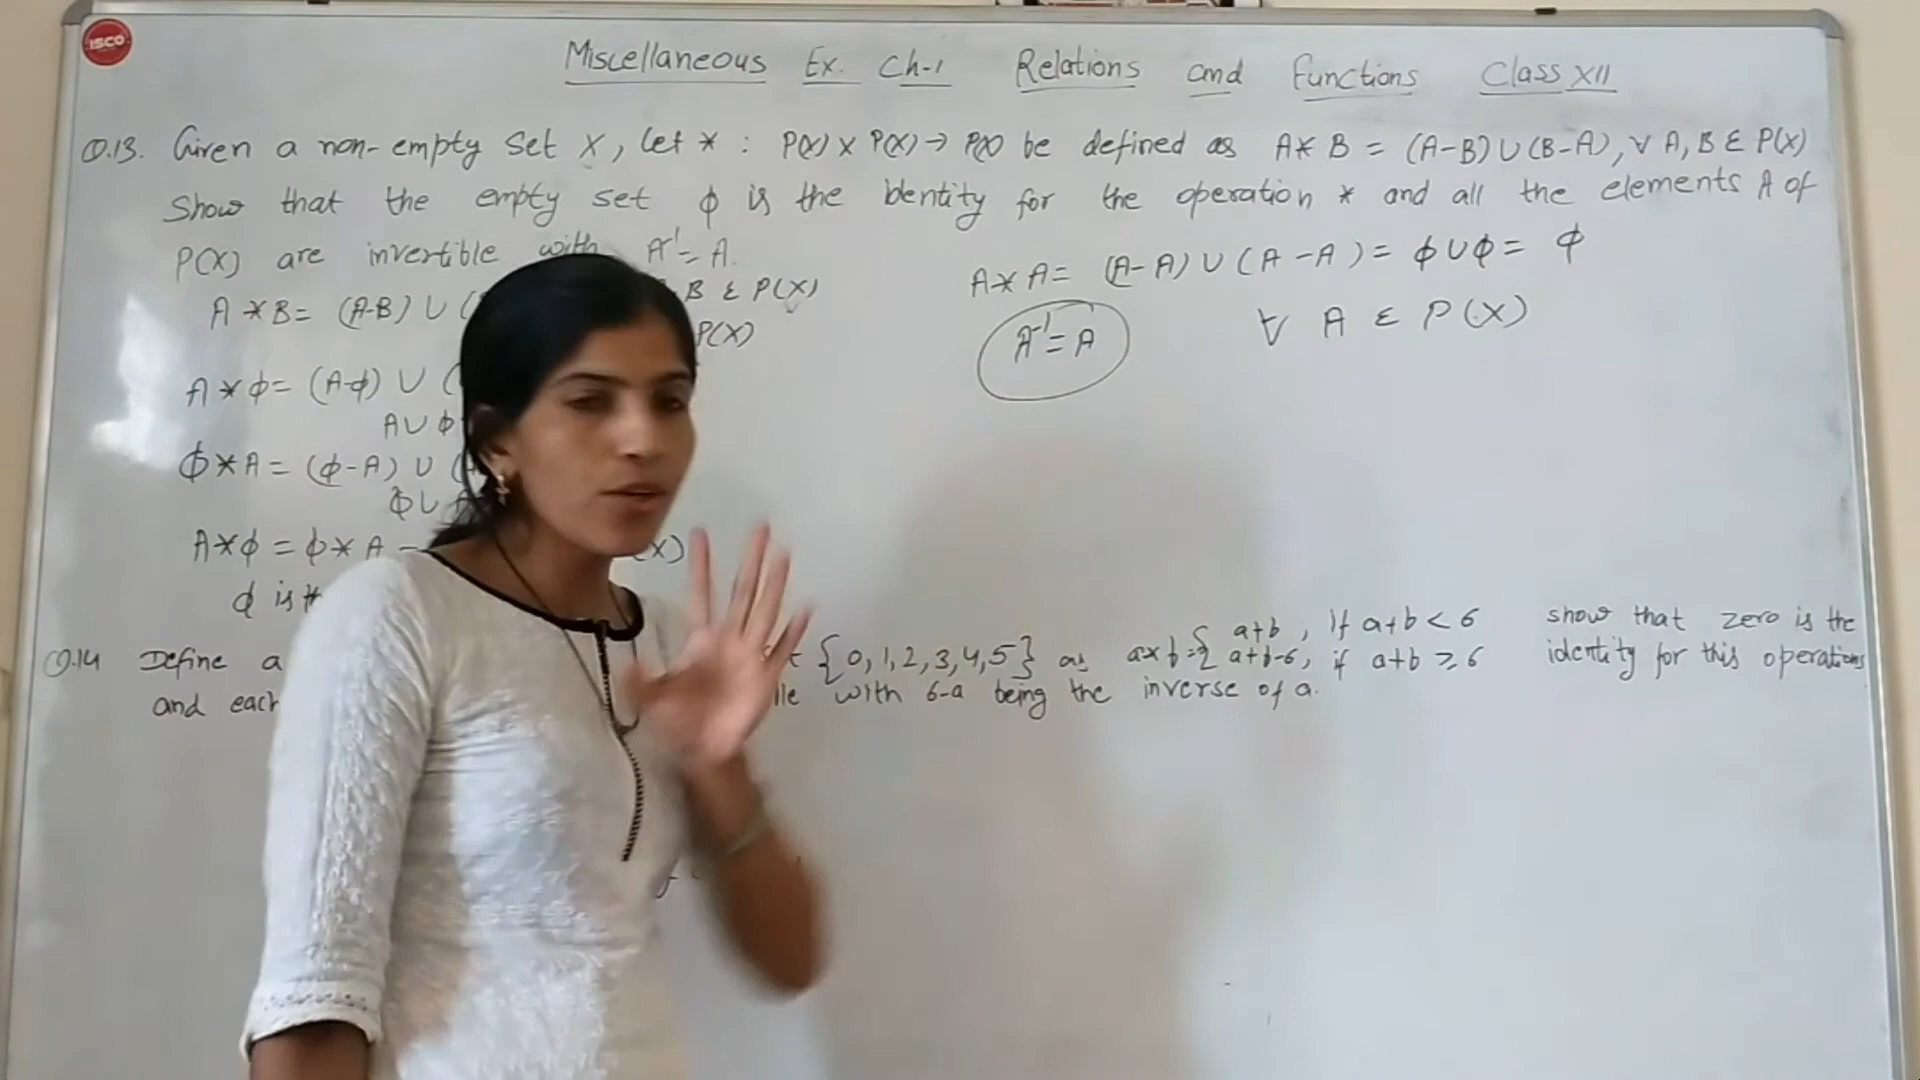 ISCO
Miscellaneous Ex. Ch-1 Relations and Functions Class XII
Q.13. Given a non-empty set X, let * : P(X) X P(X) → P(X) be defined as A * B = (A-B) ∪ (B-A), ∀ A, B ε P(X)
Show that the empty set ϕ is the identity for the operation * and all the elements A of
P(X) are invertible with A⁻¹ = A.
A * B = (A-B) ∪ (
B ε P(X)
P(X)
A * ϕ = (A-ϕ) ∪ (
A ∪ ϕ
ϕ * A = (ϕ-A) ∪ (
ϕ ∪ A
A * ϕ = ϕ * A
(X)
ϕ is th
A * A = (A-A) ∪ (A-A) = ϕ ∪ ϕ = ϕ
A⁻¹ = A
∀ A ε P(X)
Q.14 Define a {0,1,2,3,4,5} as a x b = { a+b, if a+b < 6 show that zero is the
a+b-6, if a+b ≥ 6 identity for this operations
and each with 6-a being the inverse of a.